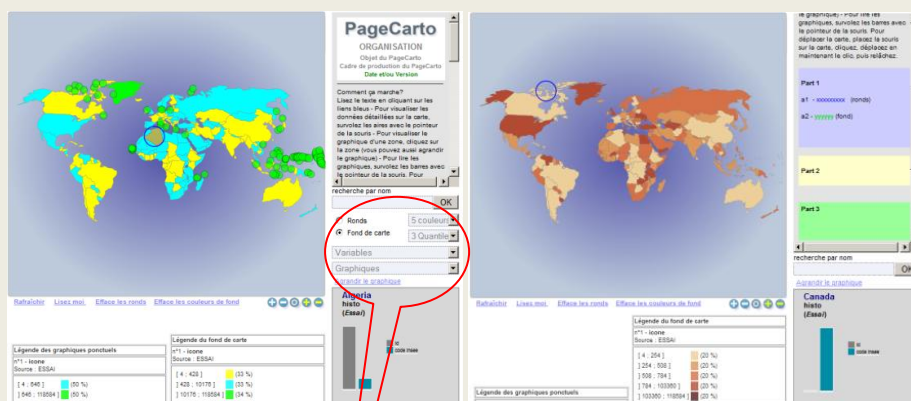 PageCarto
ORGANISATION
Objet du PageCarto
Cadre de production du PageCarto
Date et/ou Version
Comment ça marche?
Lisez le texte en cliquant sur les
liens bleus - Pour visualiser les
données détaillées sur la carte,
survolez les aires avec le pointeur
de la souris - Pour visualiser le
graphique d'une zone, cliquez sur
la zone (vous pouvez aussi agrandir
le graphique) - Pour lire les
graphiques, survolez les barres avec
le pointeur de la souris. Pour
recherche par nom
OK
Ronds
5 couleurs
Fond de carte
3 Quantile
Variables
Graphiques
Agrandir le graphique
Algeria
histo
(Essai)
id
code insee
Rafraîchir Lisez moi. Efface les ronds Efface les couleurs de fond
Légende des graphiques ponctuels
n°1 - icone
Source : ESSAI
[ 4 ; 646 ] (50 %)
] 646 ; 118584 ] (50 %)
Légende du fond de carte
n°1 - icone
Source : ESSAI
[ 4 ; 428 ] (33 %)
] 428 ; 10176 ] (33 %)
] 10176 ; 118584 ] (34 %)
le graphique) - Pour lire les
graphiques, survolez les barres avec
le pointeur de la souris. Pour
déplacer la carte, placez la souris
sur la carte, cliquez, déplacez en
maintenant le clic, puis relâchez.
Part 1
a1 - xxxxxxxxx (ronds)
a2 - yyyyyy (fond)
Part 2
Part 3
recherche par nom
OK
Agrandir le graphique
Canada
histo
(Essai)
id
code insee
Rafraîchir Lisez moi. Efface les ronds Efface les couleurs de fond
Légende des graphiques ponctuels
Légende du fond de carte
n°1 - icone
Source : ESSAI
[ 4 ; 254 ] (20 %)
] 254 ; 508 ] (20 %)
] 508 ; 784 ] (20 %)
] 784 ; 103360 ] (20 %)
] 103360 ; 118584 ] (20 %)